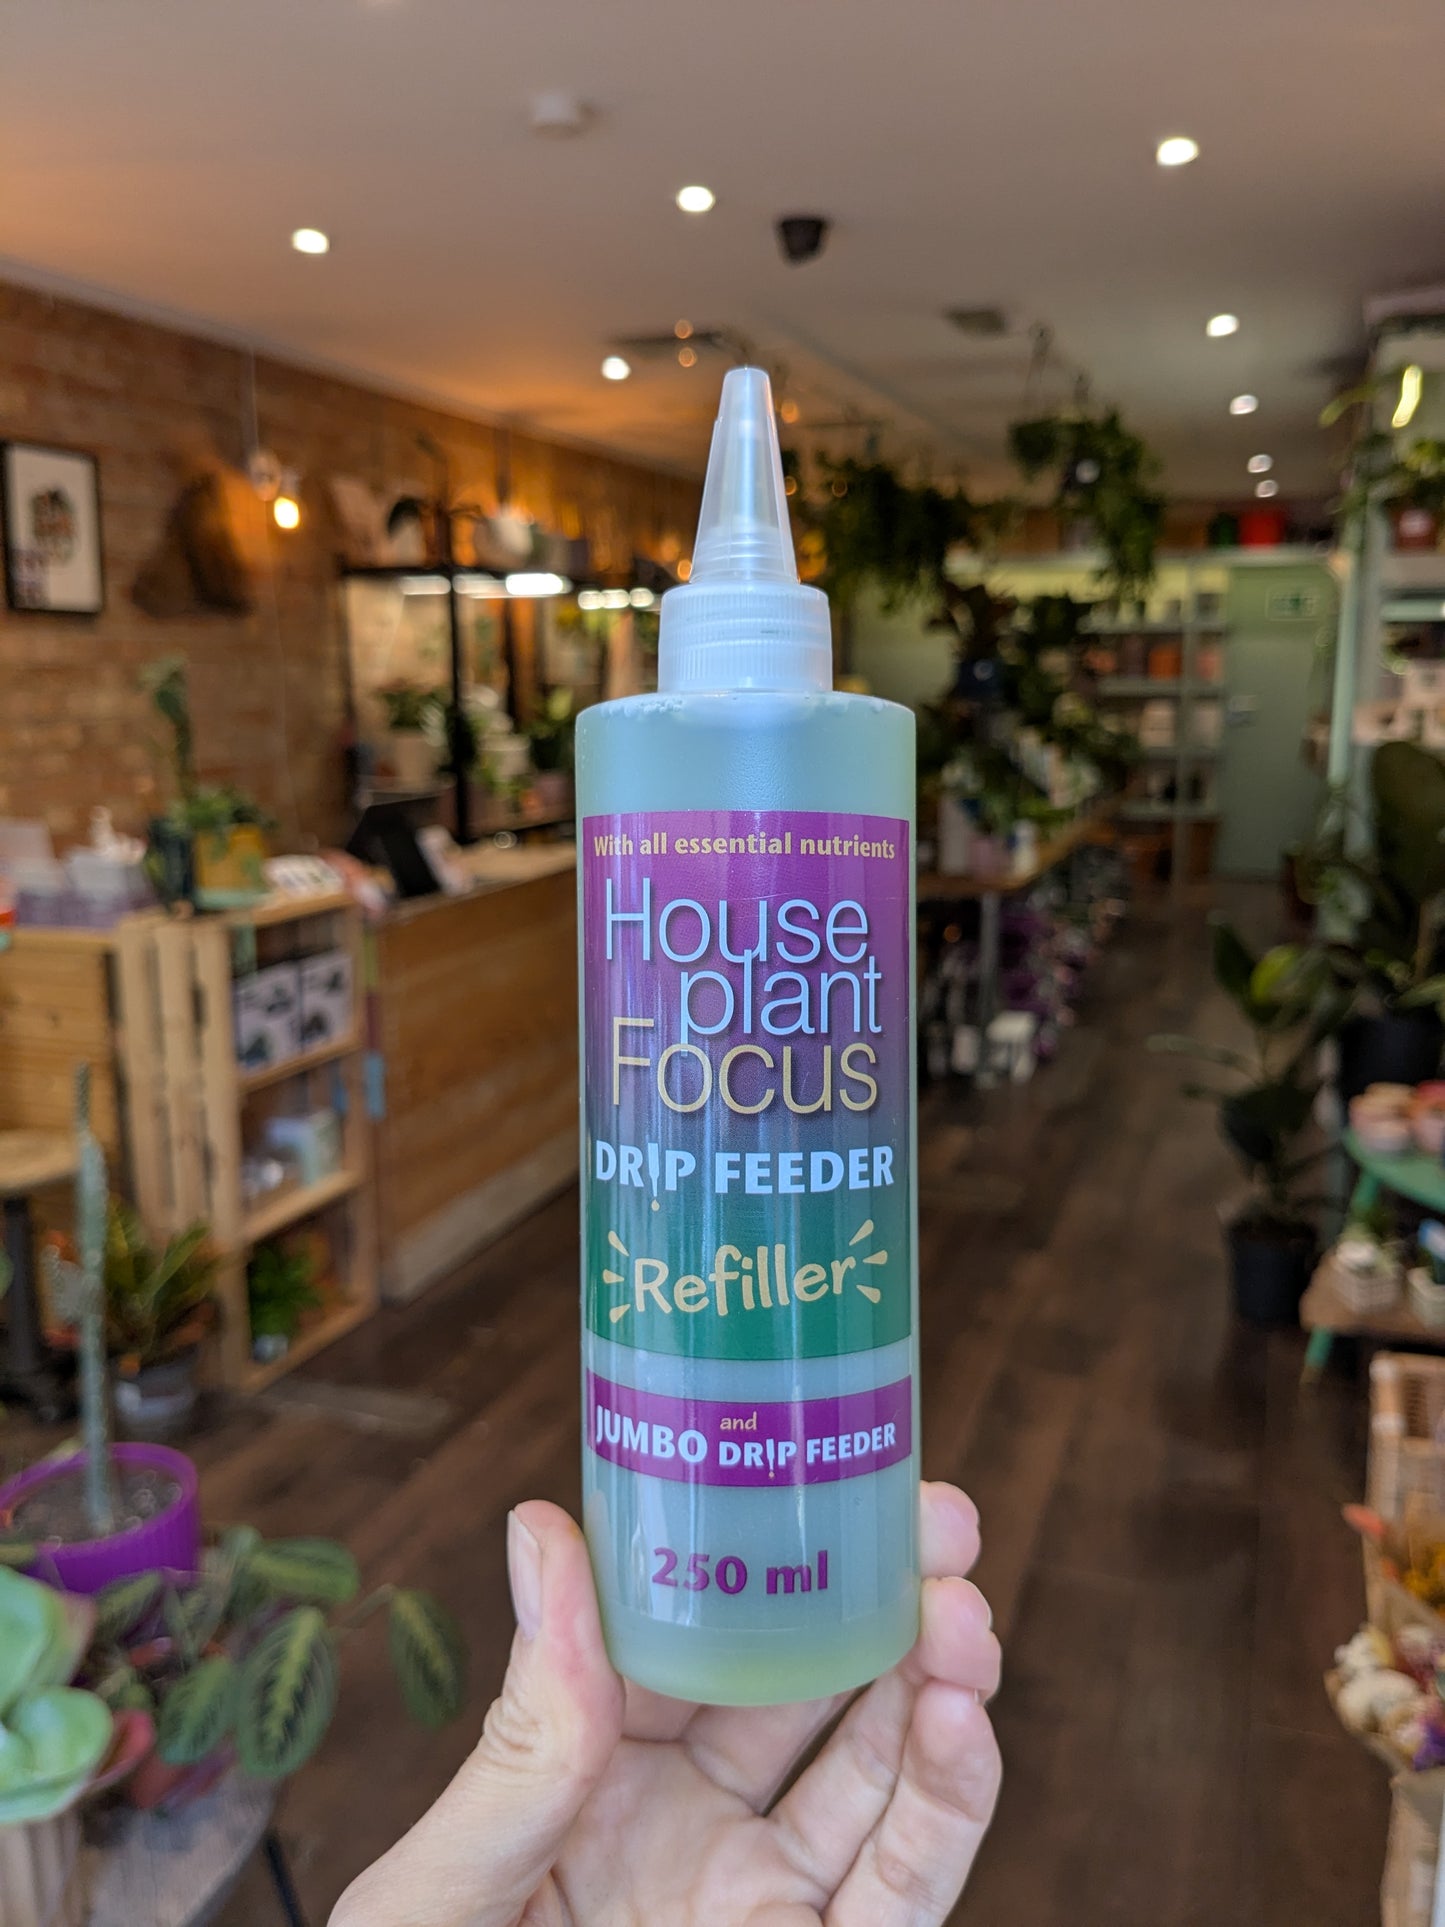 With all essential nutrients
House
plant
Focus
DRIP FEEDER
Refiller
JUMBO and DRIP FEEDER
250 ml